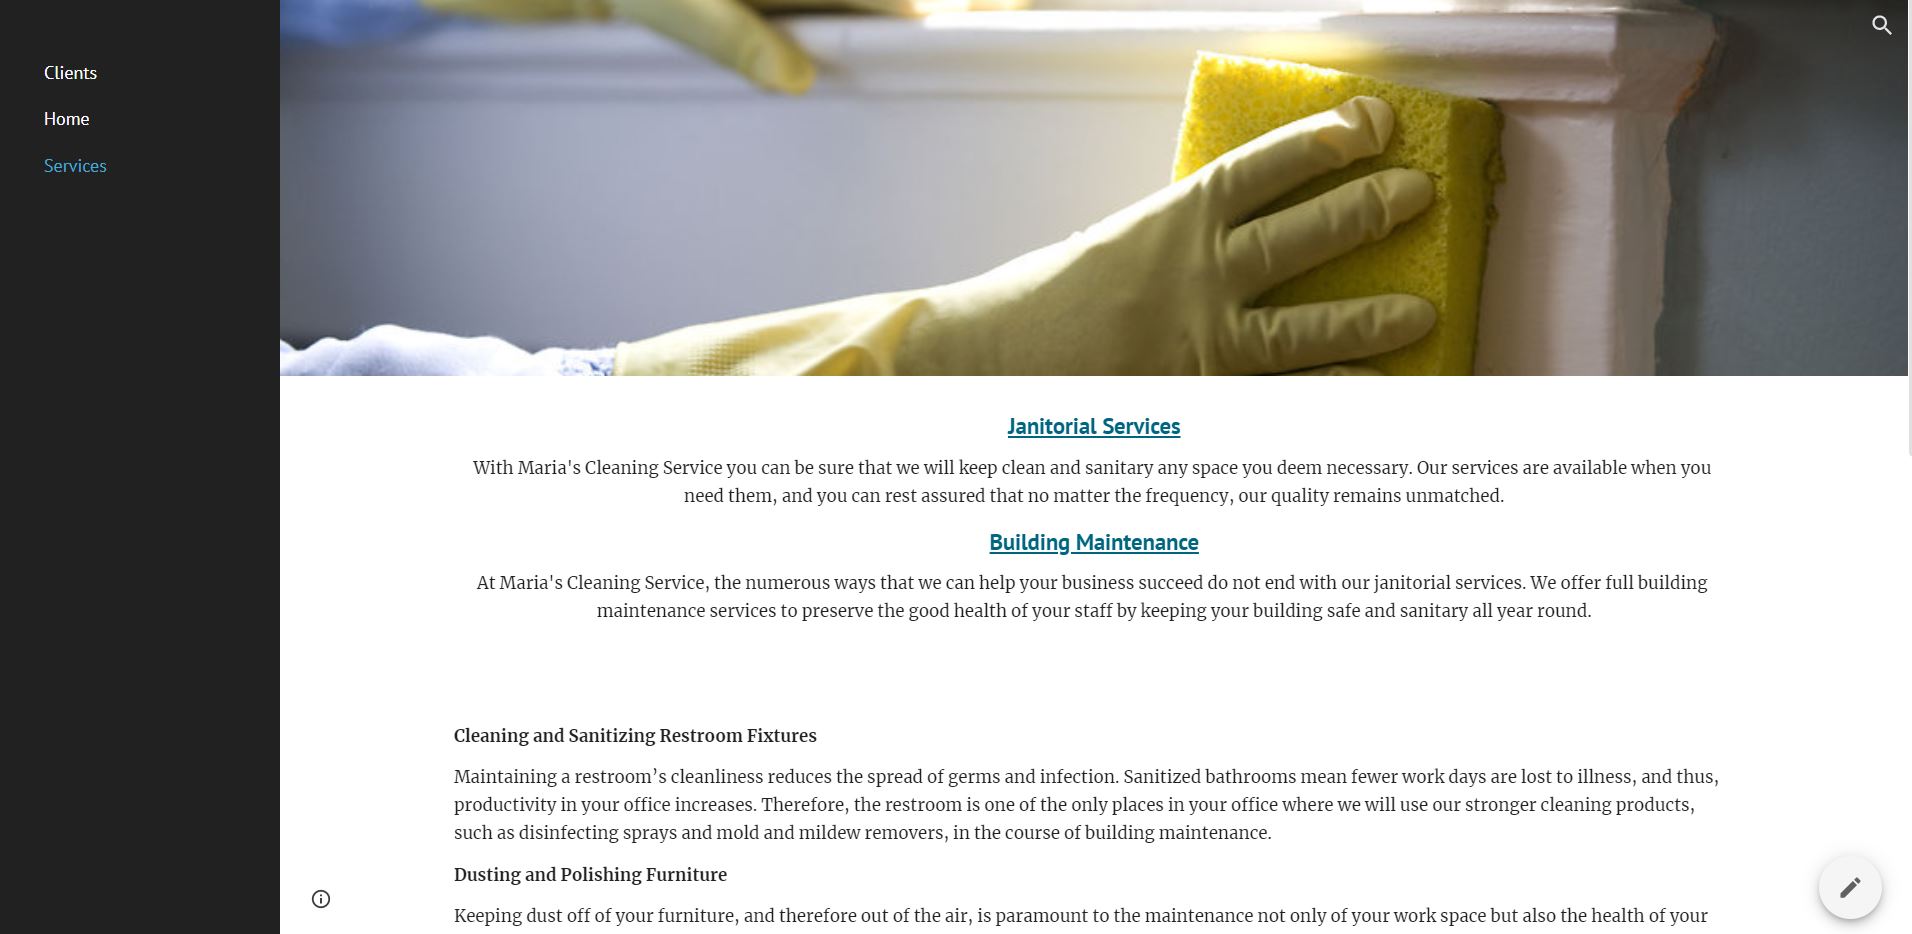 Clients
Home
Services
Janitorial Services
With Maria's Cleaning Service you can be sure that we will keep clean and sanitary any space you deem necessary. Our services are available when you
need them, and you can rest assured that no matter the frequency, our quality remains unmatched.
Building Maintenance
At Maria's Cleaning Service, the numerous ways that we can help your business succeed do not end with our janitorial services. We offer full building
maintenance services to preserve the good health of your staff by keeping your building safe and sanitary all year round.
Cleaning and Sanitizing Restroom Fixtures
Maintaining a restroom’s cleanliness reduces the spread of germs and infection. Sanitized bathrooms mean fewer work days are lost to illness, and thus,
productivity in your office increases. Therefore, the restroom is one of the only places in your office where we will use our stronger cleaning products,
such as disinfecting sprays and mold and mildew removers, in the course of building maintenance.
Dusting and Polishing Furniture
Keeping dust off of your furniture, and therefore out of the air, is paramount to the maintenance not only of your work space but also the health of your